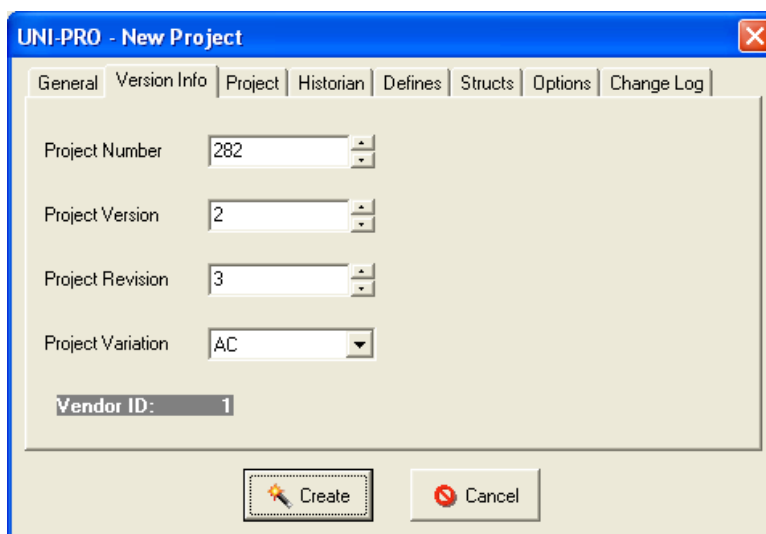 UNI-PRO - New Project
General Version Info Project Historian Defines Structs Options Change Log
Project Number 282
Project Version 2
Project Revision 3
Project Variation AC
Vendor ID: 1
Create Cancel